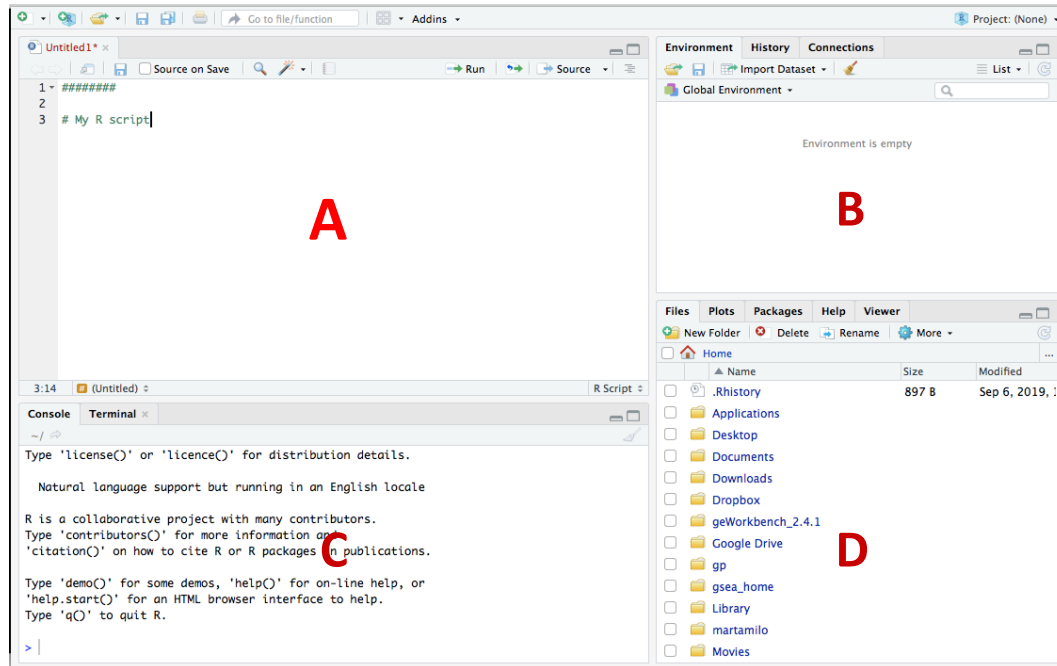 Go to file/function Addins Project: (None)
Untitled1*
Source on Save Run Source
1 ########
2
3 # My R script
A
3:14 (Untitled) R Script
Console Terminal
~/
Type 'license()' or 'licence()' for distribution details.
Natural language support but running in an English locale
R is a collaborative project with many contributors.
Type 'contributors()' for more information and
'citation()' on how to cite R or R packages in publications.
C
Type 'demo()' for some demos, 'help()' for on-line help, or
'help.start()' for an HTML browser interface to help.
Type 'q()' to quit R.
>
Environment History Connections
Import Dataset List
Global Environment
Environment is empty
B
Files Plots Packages Help Viewer
New Folder Delete Rename More
Home ...
Name Size Modified
.Rhistory 897 B Sep 6, 2019,
Applications
Desktop
Documents
Downloads
Dropbox
geWorkbench_2.4.1
Google Drive
D
gp
gsea_home
Library
martamilo
Movies